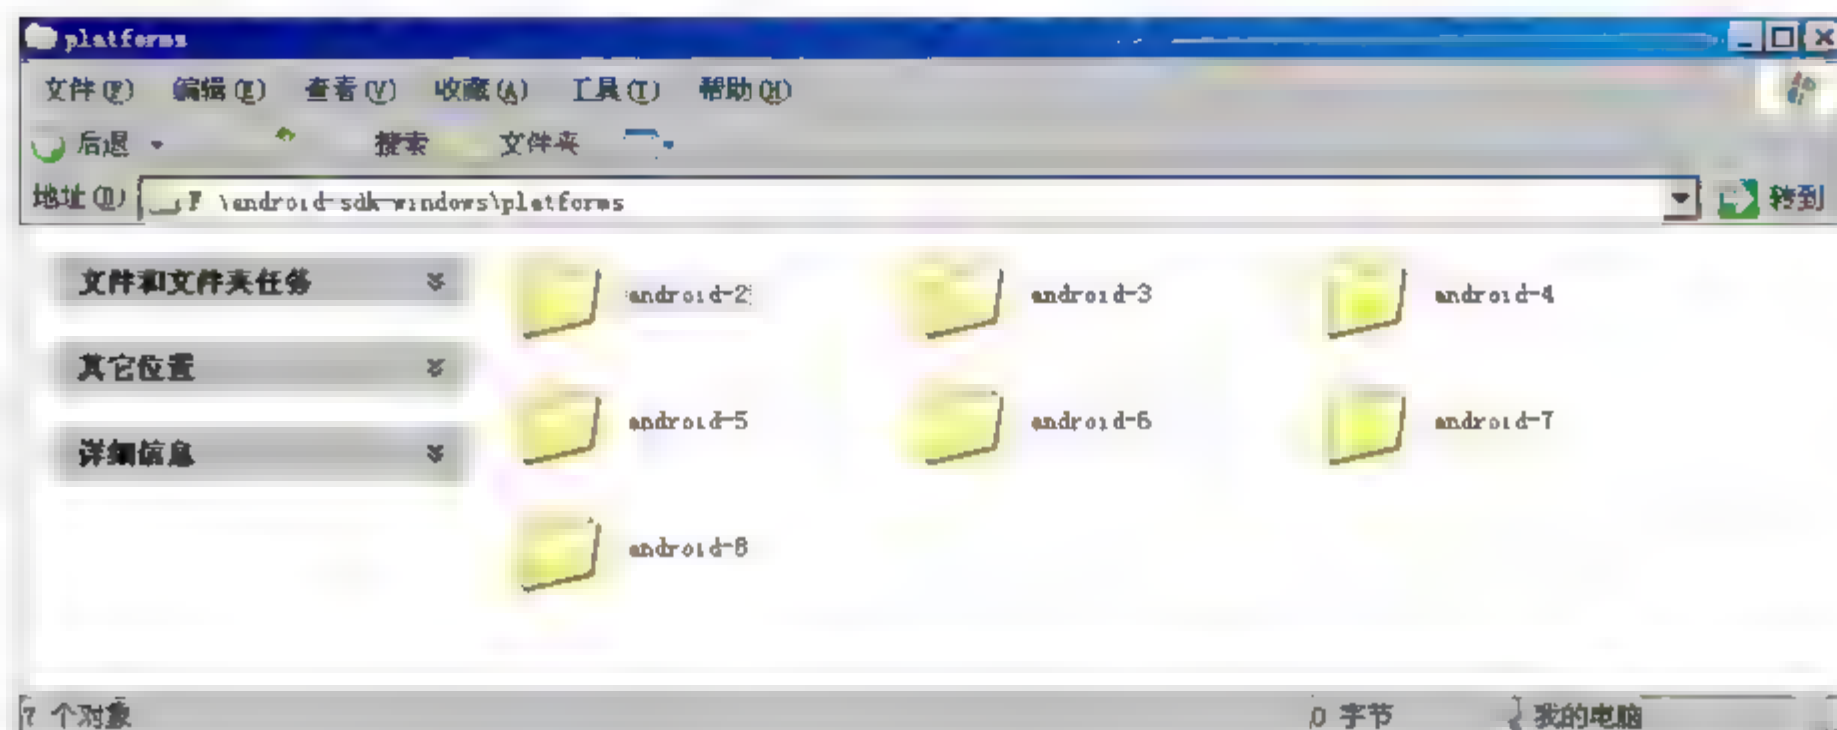 platforms
文件(F) 编辑(E) 查看(V) 收藏(A) 工具(T) 帮助(H)
后退 搜索 文件夹
地址(D) F \android-sdk-windows\platforms 转到
文件和文件夹任务
其它位置
详细信息
android-2 android-3 android-4
android-5 android-6 android-7
android-8
7 个对象 0 字节 我的电脑